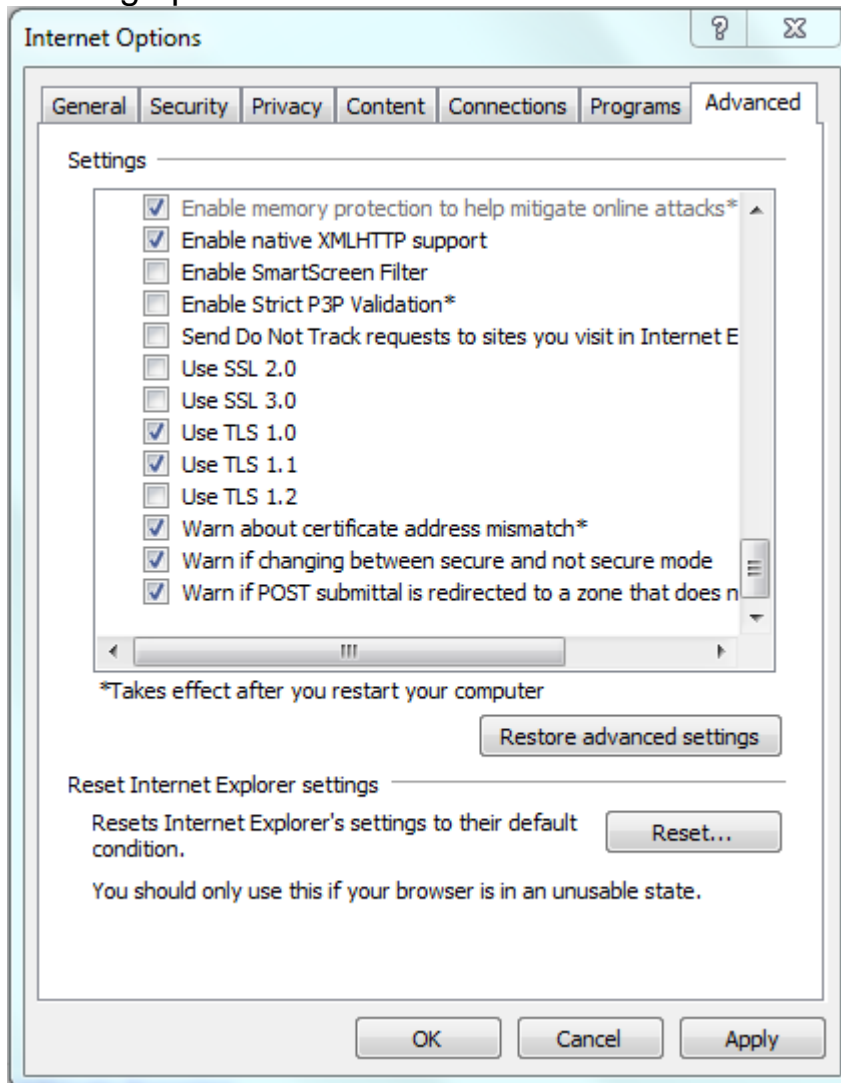 Internet Options
General Security Privacy Content Connections Programs Advanced
Settings
Enable memory protection to help mitigate online attacks*
Enable native XMLHTTP support
Enable SmartScreen Filter
Enable Strict P3P Validation*
Send Do Not Track requests to sites you visit in Internet E
Use SSL 2.0
Use SSL 3.0
Use TLS 1.0
Use TLS 1.1
Use TLS 1.2
Warn about certificate address mismatch*
Warn if changing between secure and not secure mode
Warn if POST submittal is redirected to a zone that does n
*Takes effect after you restart your computer
Restore advanced settings
Reset Internet Explorer settings
Resets Internet Explorer's settings to their default
condition.
Reset...
You should only use this if your browser is in an unusable state.
OK Cancel Apply